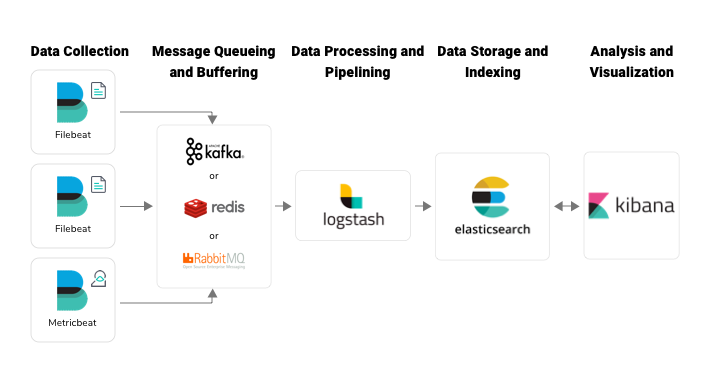 Data Collection
Message Queueing
and Buffering
Data Processing and
Pipelining
Data Storage and
Indexing
Analysis and
Visualization
Filebeat
Filebeat
Metricbeat
kafka
or
redis
or
RabbitMQ
logstash
elasticsearch
kibana